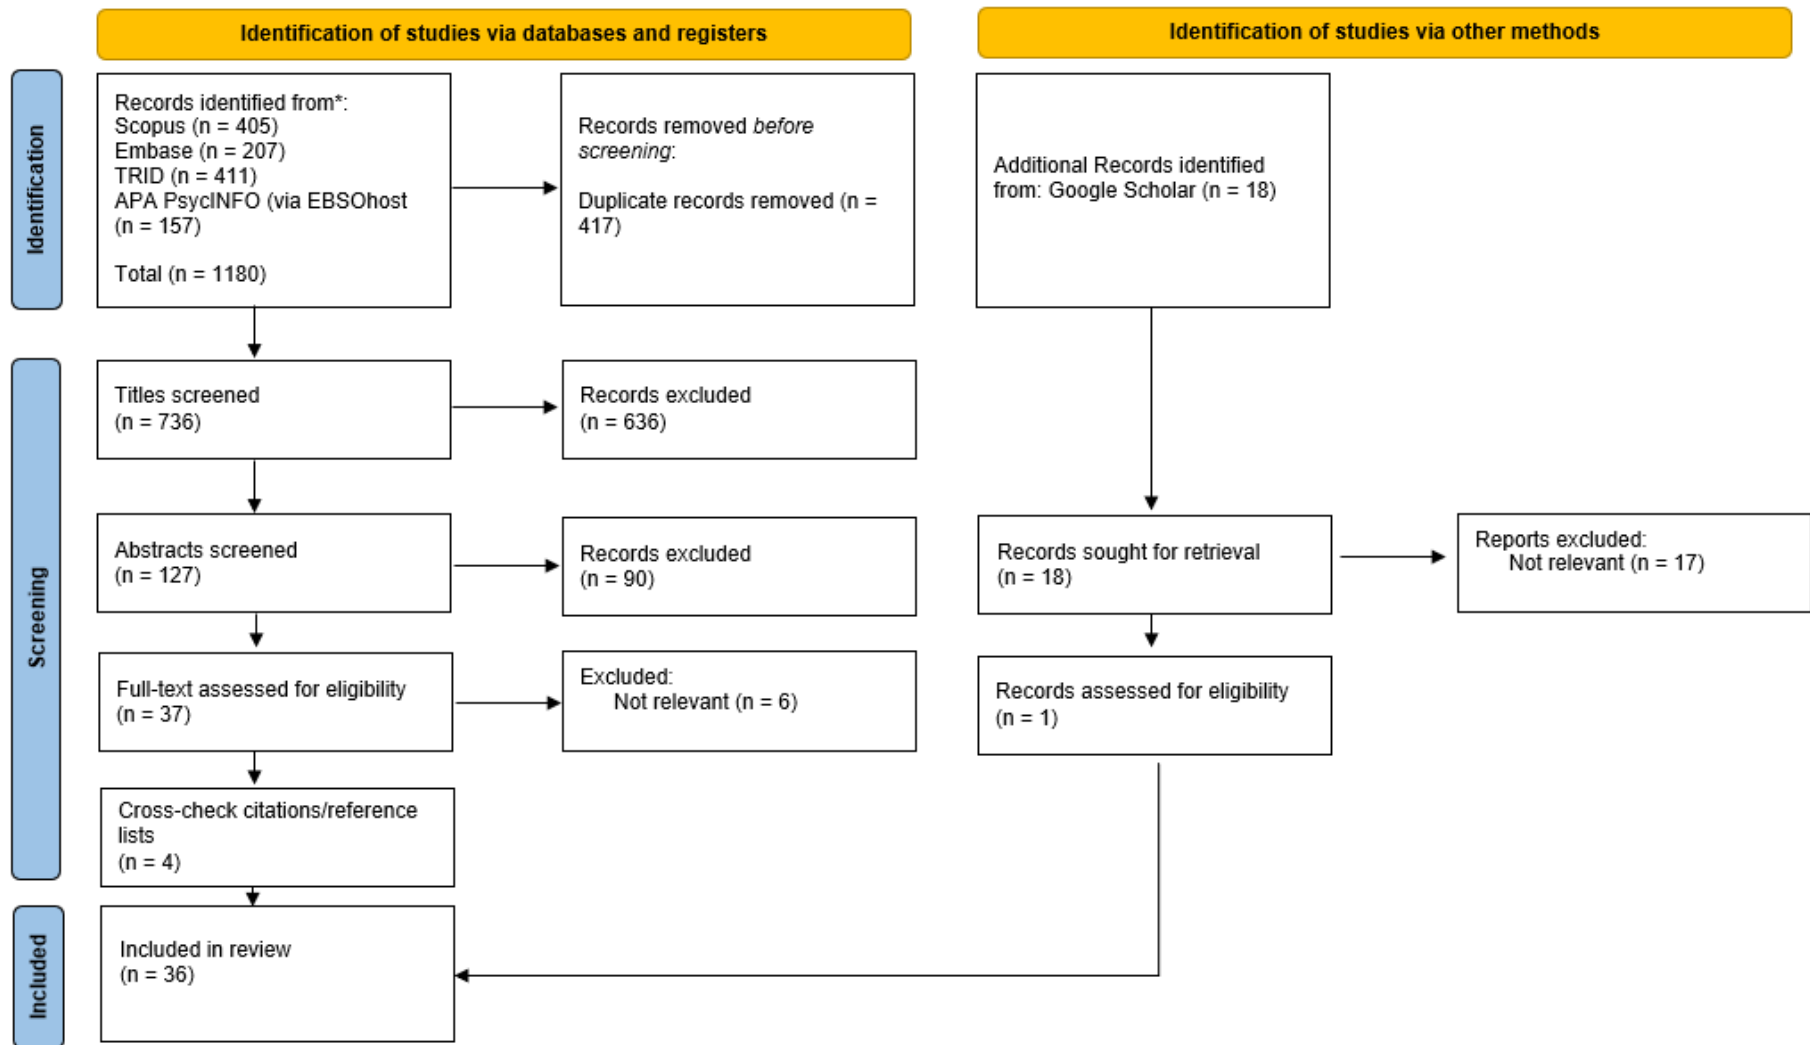 Identification of studies via databases and registers
Identification of studies via other methods
Identification
Records identified from*:
Scopus (n = 405)
Embase (n = 207)
TRID (n = 411)
APA PsycINFO (via EBSOhost
(n = 157)
Total (n = 1180)
Records removed before
screening:
Duplicate records removed (n =
417)
Additional Records identified
from: Google Scholar (n = 18)
Screening
Titles screened
(n = 736)
Records excluded
(n = 636)
Abstracts screened
(n = 127)
Records excluded
(n = 90)
Records sought for retrieval
(n = 18)
Reports excluded:
Not relevant (n = 17)
Full-text assessed for eligibility
(n = 37)
Excluded:
Not relevant (n = 6)
Records assessed for eligibility
(n = 1)
Cross-check citations/reference
lists
(n = 4)
Included
Included in review
(n = 36)